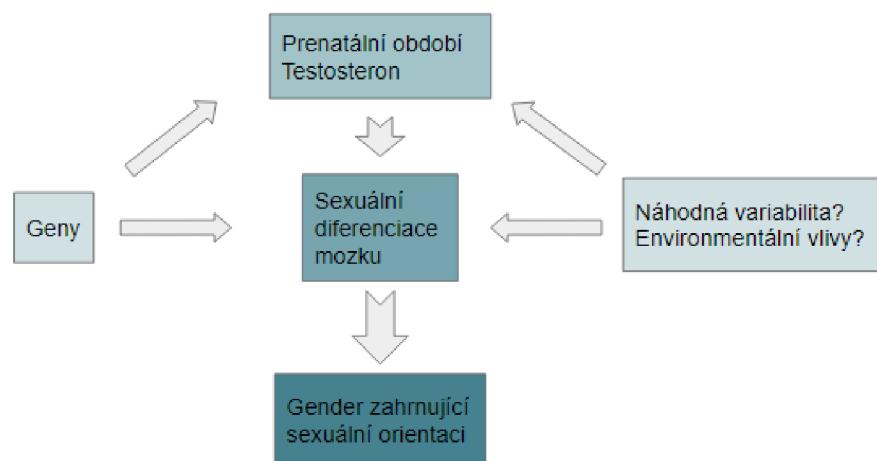 Prenatální období
Testosteron
Geny
Sexuální
diferenciace
mozku
Náhodná variabilita?
Environmentální vlivy?
Gender zahrnující
sexuální orientaci